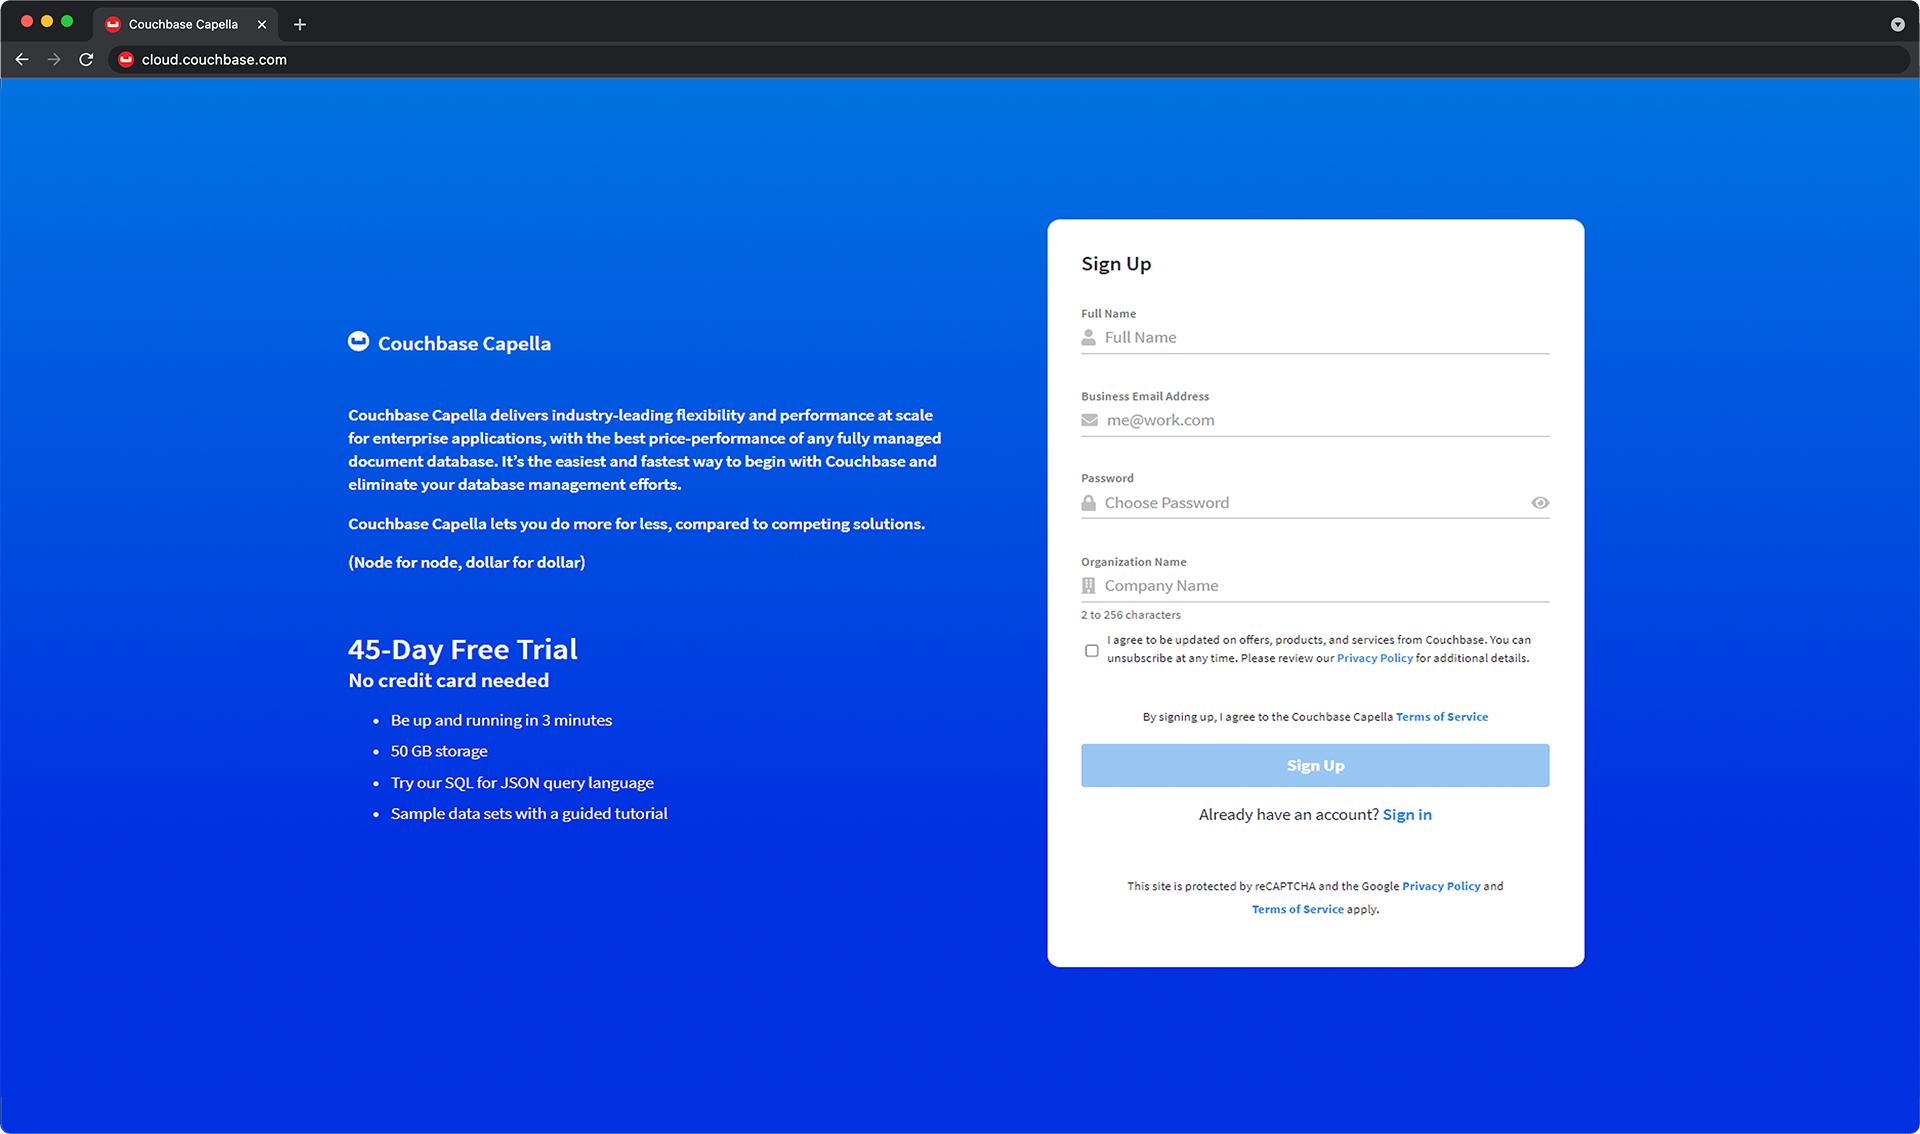 Couchbase Capella
cloud.couchbase.com
Couchbase Capella
Couchbase Capella delivers industry-leading flexibility and performance at scale
for enterprise applications, with the best price-performance of any fully managed
document database. It’s the easiest and fastest way to begin with Couchbase and
eliminate your database management efforts.
Couchbase Capella lets you do more for less, compared to competing solutions.
(Node for node, dollar for dollar)
45-Day Free Trial
No credit card needed
• Be up and running in 3 minutes
• 50 GB storage
• Try our SQL for JSON query language
• Sample data sets with a guided tutorial
Sign Up
Full Name
Full Name
Business Email Address
me@work.com
Password
Choose Password
Organization Name
Company Name
2 to 256 characters
I agree to be updated on offers, products, and services from Couchbase. You can
unsubscribe at any time. Please review our Privacy Policy for additional details.
By signing up, I agree to the Couchbase Capella Terms of Service
Sign Up
Already have an account? Sign in
This site is protected by reCAPTCHA and the Google Privacy Policy and
Terms of Service apply.